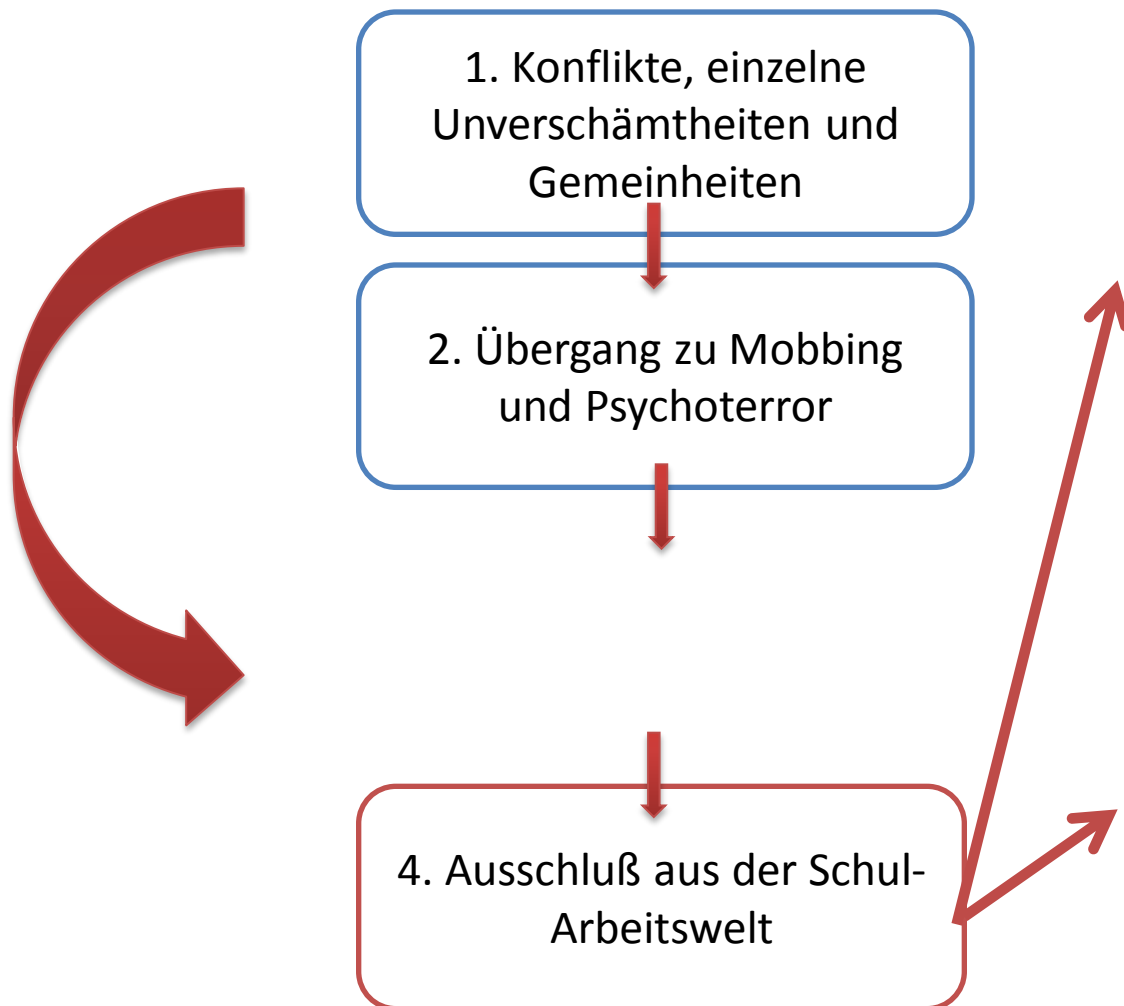 1. Konflikte, einzelne
Unverschämtheiten und
Gemeinheiten
2. Übergang zu Mobbing
und Psychoterror
4. Ausschluß aus der Schul-
Arbeitswelt